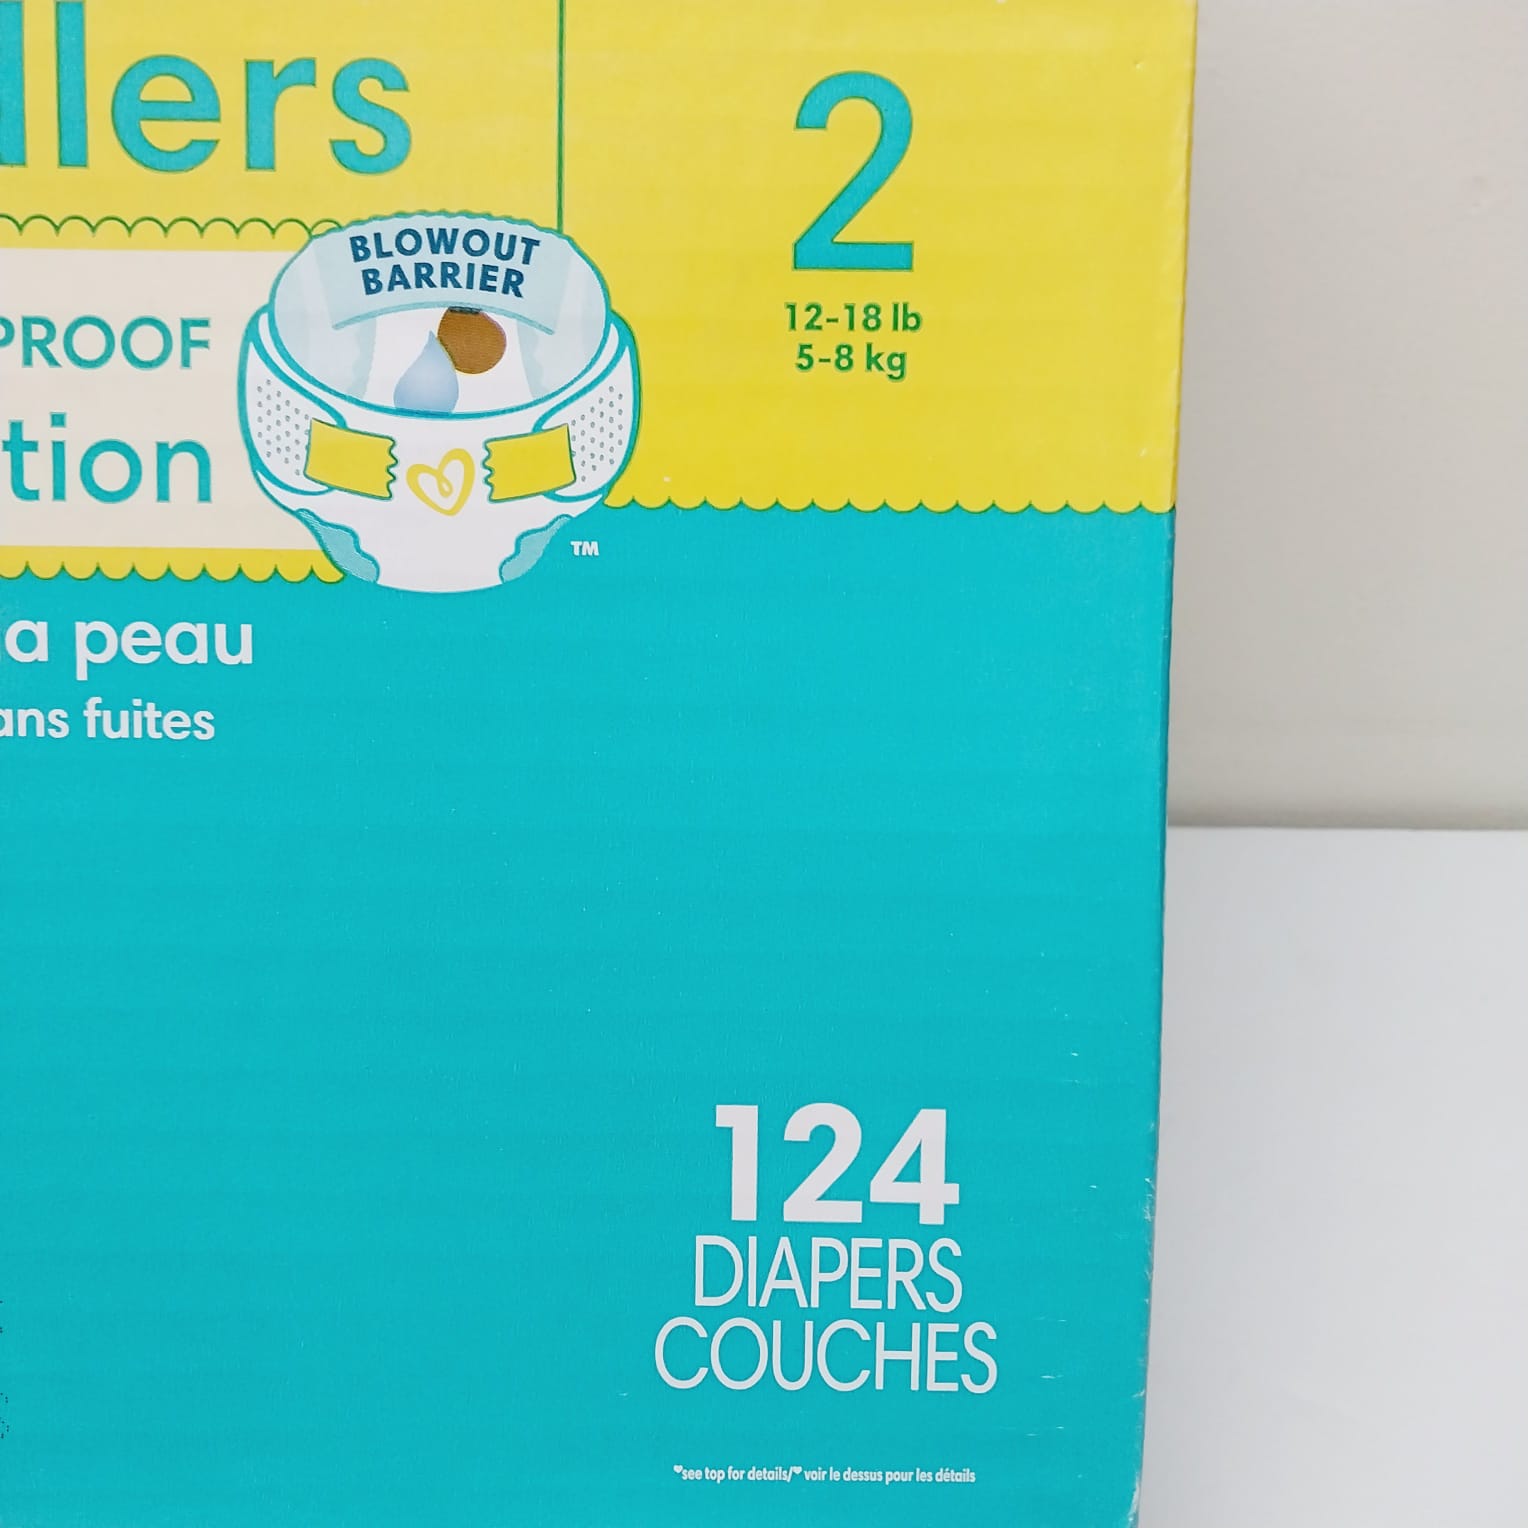 llers
2
BLOWOUT
BARRIER
12-18 lb
5-8 kg
PROOF
tion
TM
a peau
ans fuites
124
DIAPERS
COUCHES
♥see top for details/♥ voir le dessus pour les détails